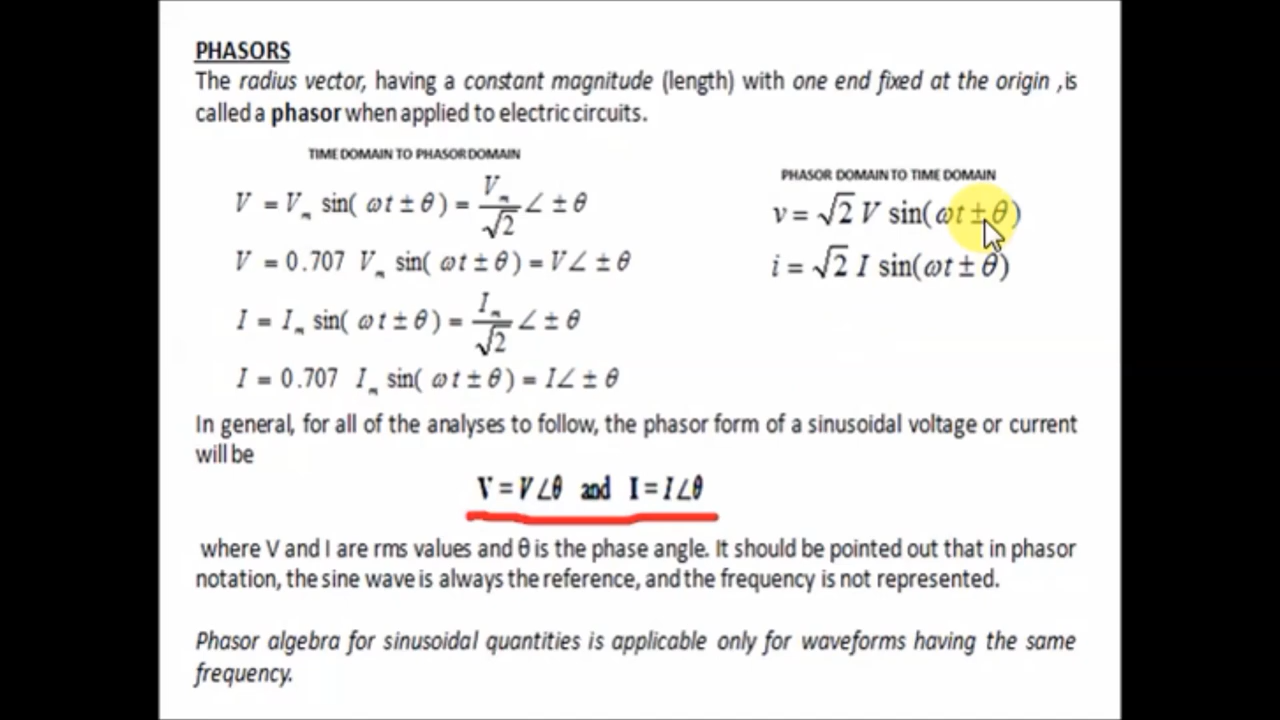 PHASORS
The radius vector, having a constant magnitude (length) with one end fixed at the origin ,is
called a phasor when applied to electric circuits.
TIME DOMAIN TO PHASOR DOMAIN
V = Vₘ sin( ωt ± θ ) = Vₘ/√2 ∠ ± θ
V = 0.707 Vₘ sin( ωt ± θ ) = V∠ ± θ
I = Iₘ sin( ωt ± θ ) = Iₘ/√2 ∠ ± θ
I = 0.707 Iₘ sin( ωt ± θ ) = I∠ ± θ
PHASOR DOMAIN TO TIME DOMAIN
v = √2 V sin(ωt ± θ)
i = √2 I sin(ωt ± θ)
In general, for all of the analyses to follow, the phasor form of a sinusoidal voltage or current
will be
V = V∠θ and I = I∠θ
where V and I are rms values and θ is the phase angle. It should be pointed out that in phasor
notation, the sine wave is always the reference, and the frequency is not represented.
Phasor algebra for sinusoidal quantities is applicable only for waveforms having the same
frequency.